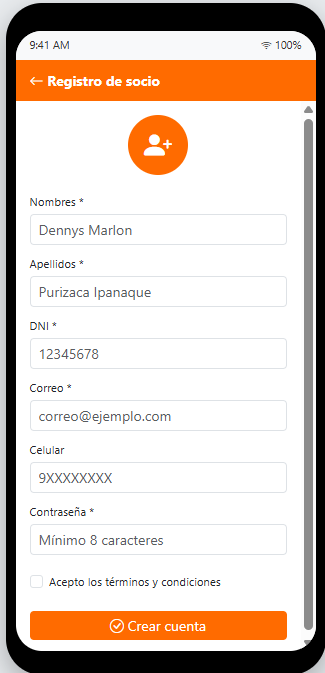 9:41 AM 100%
← Registro de socio
Nombres *
Dennys Marlon
Apellidos *
Purizaca Ipanaque
DNI *
12345678
Correo *
correo@ejemplo.com
Celular
9XXXXXXXX
Contraseña *
Mínimo 8 caracteres
Acepto los términos y condiciones
Crear cuenta